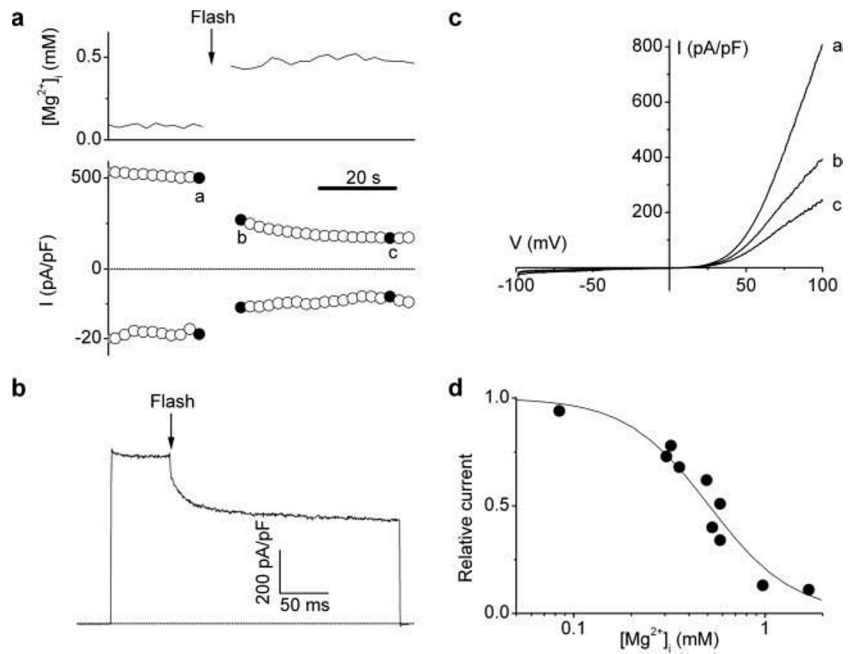 a
Flash
[Mg²⁺]ᵢ (mM)
0.5
0.0
20 s
500
a
b
c
0
-20
I (pA/pF)
b
Flash
200 pA/pF
50 ms
c
I (pA/pF)
800
600
400
200
V (mV)
-100
-50
50
100
a
b
c
d
Relative current
1.0
0.5
0.0
0.1
1
[Mg²⁺]ᵢ (mM)